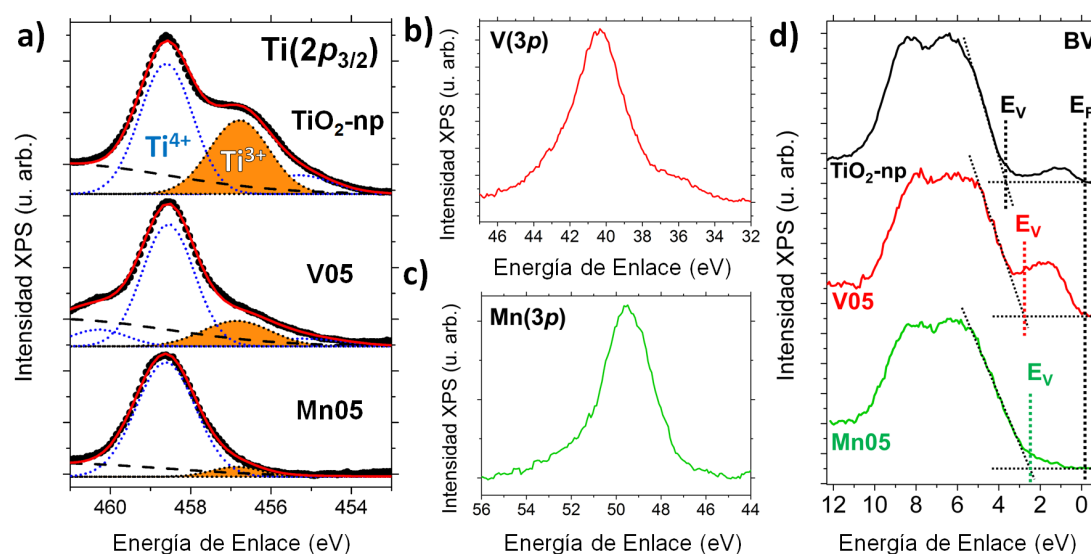 a)
Ti(2p3/2)
TiO2-np
Ti4+
Ti3+
V05
Mn05
Intensidad XPS (u. arb.)
460 458 456 454
Energía de Enlace (eV)
b)
V(3p)
Intensidad XPS (u. arb.)
46 44 42 40 38 36 34 32
Energía de Enlace (eV)
c)
Mn(3p)
Intensidad XPS (u. arb.)
56 54 52 50 48 46 44
Energía de Enlace (eV)
d)
BV
EV
EF
TiO2-np
EV
V05
EV
Mn05
Intensidad XPS (u. arb.)
12 10 8 6 4 2 0
Energía de Enlace (eV)